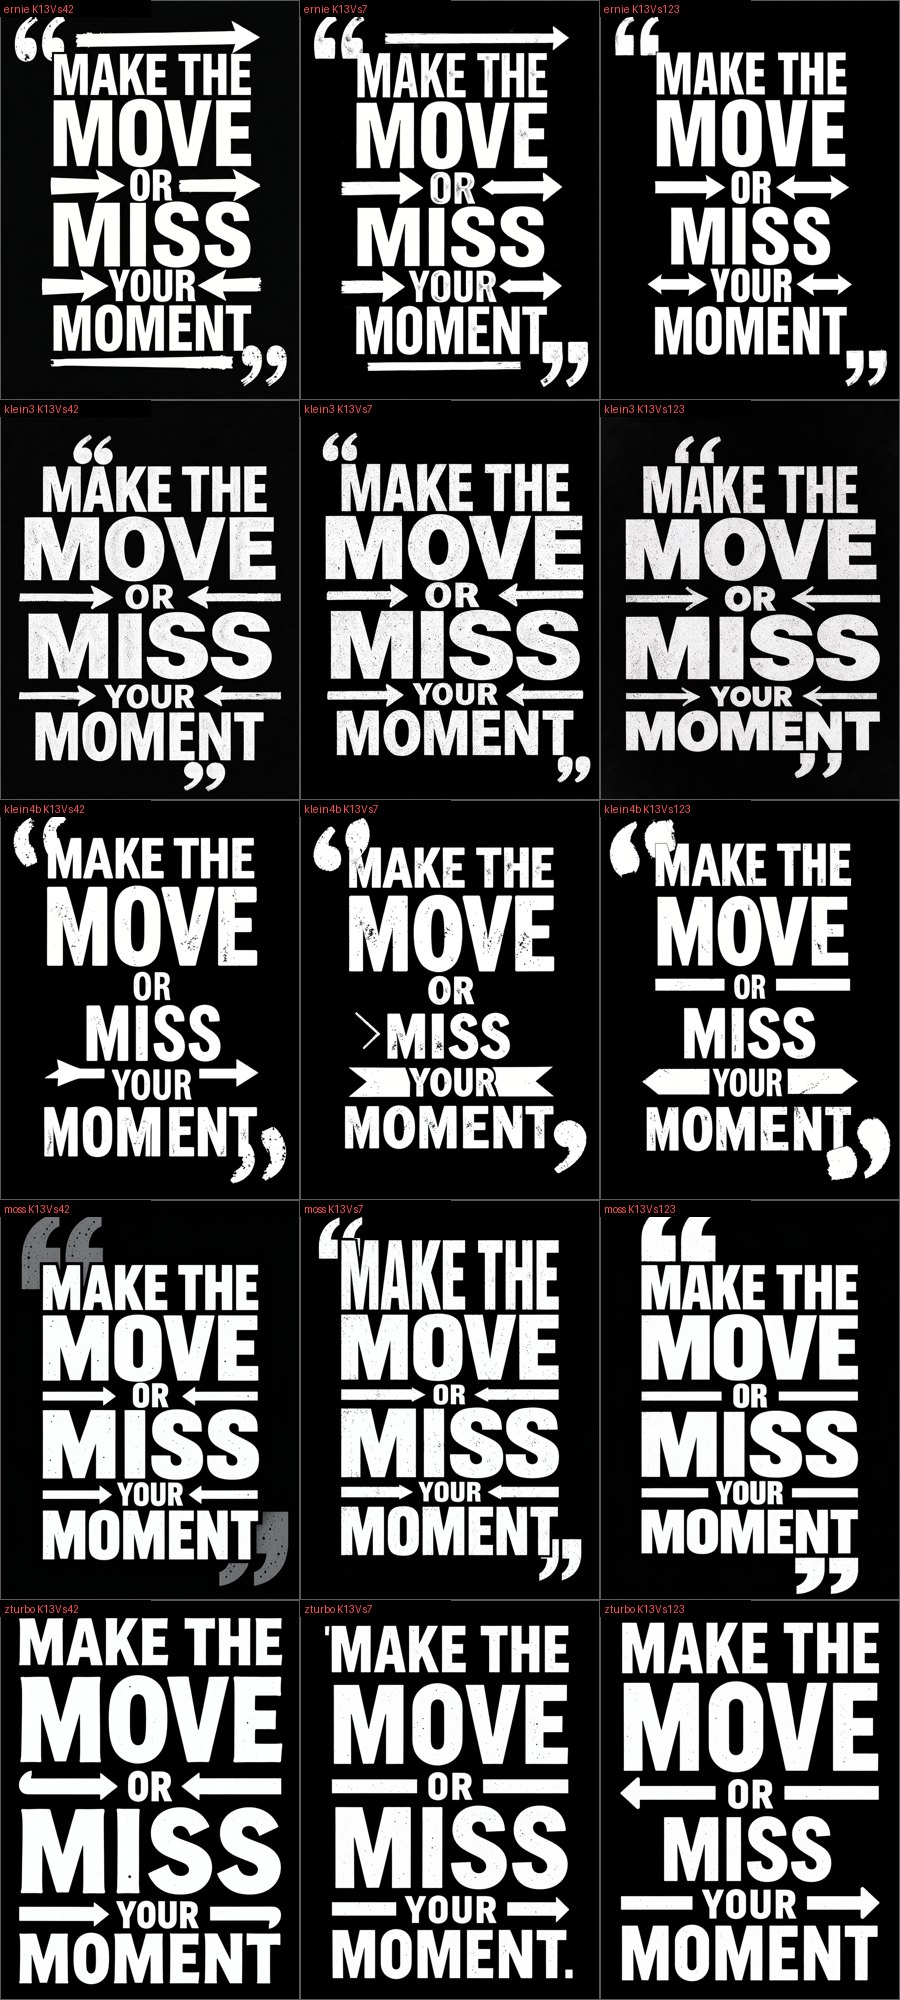 ernie K13Vs42
“MAKE THE
MOVE
OR
MISS
YOUR
MOMENT”
ernie K13Vs7
“MAKE THE
MOVE
OR
MISS
YOUR
MOMENT”
ernie K13Vs123
“MAKE THE
MOVE
OR
MISS
YOUR
MOMENT”
klein3 K13Vs42
“MAKE THE
MOVE
OR
MISS
YOUR
MOMENT”
klein3 K13Vs7
“MAKE THE
MOVE
OR
MISS
YOUR
MOMENT”
klein3 K13Vs123
“MAKE THE
MOVE
OR
MISS
YOUR
MOMENT”
klein4b K13Vs42
“MAKE THE
MOVE
OR
MISS
YOUR
MOMENT”
klein4b K13Vs7
“MAKE THE
MOVE
OR
MISS
YOUR
MOMENT’
klein4b K13Vs123
“MAKE THE
MOVE
OR
MISS
YOUR
MOMENT”
moss K13Vs42
“MAKE THE
MOVE
OR
MISS
YOUR
MOMENT”
moss K13Vs7
“MAKE THE
MOVE
OR
MISS
YOUR
MOMENT”
moss K13Vs123
“MAKE THE
MOVE
OR
MISS
YOUR
MOMENT”
zturbo K13Vs42
MAKE THE
MOVE
OR
MISS
YOUR
MOMENT
zturbo K13Vs7
'MAKE THE
MOVE
OR
MISS
YOUR
MOMENT.
zturbo K13Vs123
MAKE THE
MOVE
OR
MISS
YOUR
MOMENT